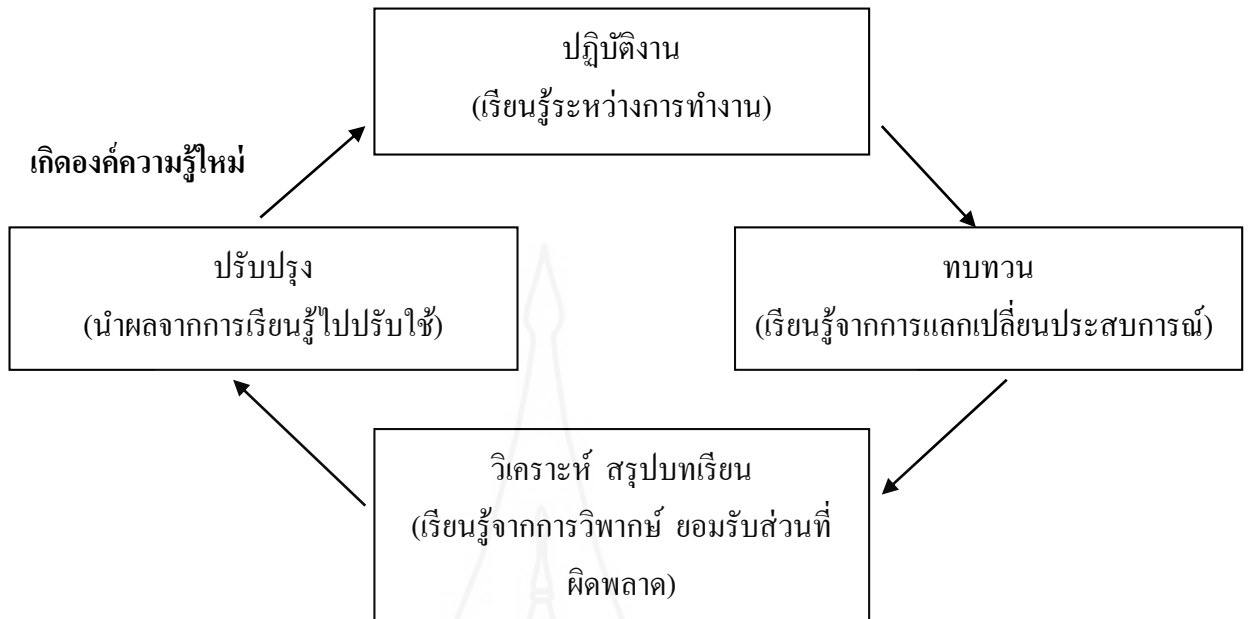 ปฏิบัติงาน
(เรียนรู้ระหว่างการทำงาน)
เกิดองค์ความรู้ใหม่
ปรับปรุง
(นำผลจากการเรียนรู้ไปปรับใช้)
ทบทวน
(เรียนรู้จากการแลกเปลี่ยนประสบการณ์)
วิเคราะห์ สรุปบทเรียน
(เรียนรู้จากการวิพากษ์ ยอมรับส่วนที่
ผิดพลาด)